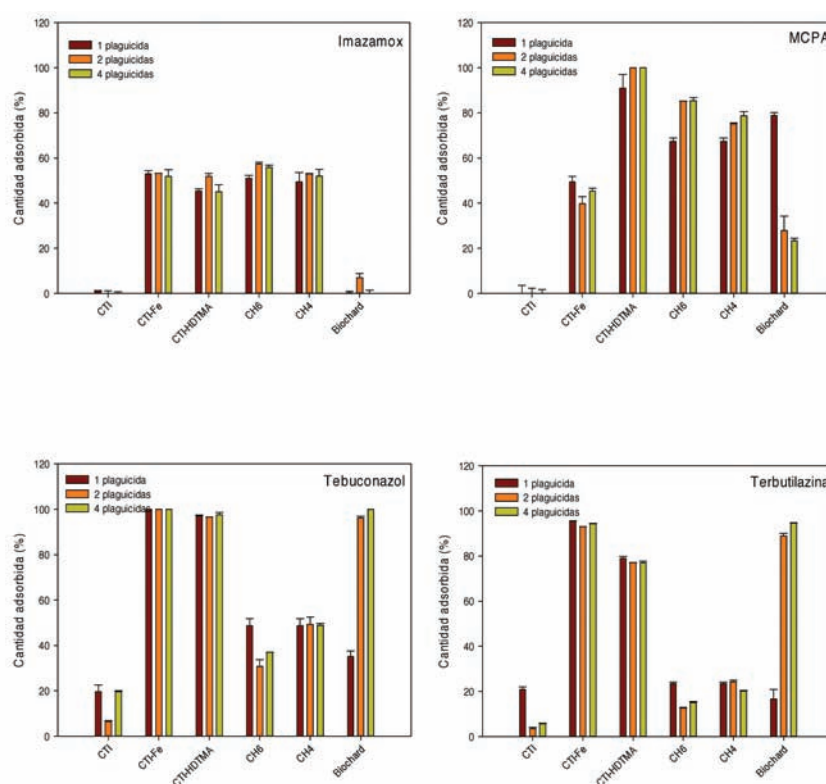 Imazamox
1 plaguicida
2 plaguicidas
4 plaguicidas
Cantidad adsorbida (%)
120
100
80
60
40
20
0
CTI
CTI-Fe
CTI-HDTMA
CH6
CH4
Biochard
MCPA
1 plaguicida
2 plaguicidas
4 plaguicidas
Cantidad adsorbida (%)
120
100
80
60
40
20
0
CTI
CTI-Fe
CTI-HDTMA
CH6
CH4
Biochard
Tebuconazol
1 plaguicida
2 plaguicidas
4 plaguicidas
Cantidad adsorbida (%)
120
100
80
60
40
20
0
CTI
CTI-Fe
CTI-HDTMA
CH6
CH4
Biochard
Terbutilazina
1 plaguicida
2 plaguicidas
4 plaguicidas
Cantidad adsorbida (%)
120
100
80
60
40
20
0
CTI
CTI-Fe
CTI-HDTMA
CH6
CH4
Biochard